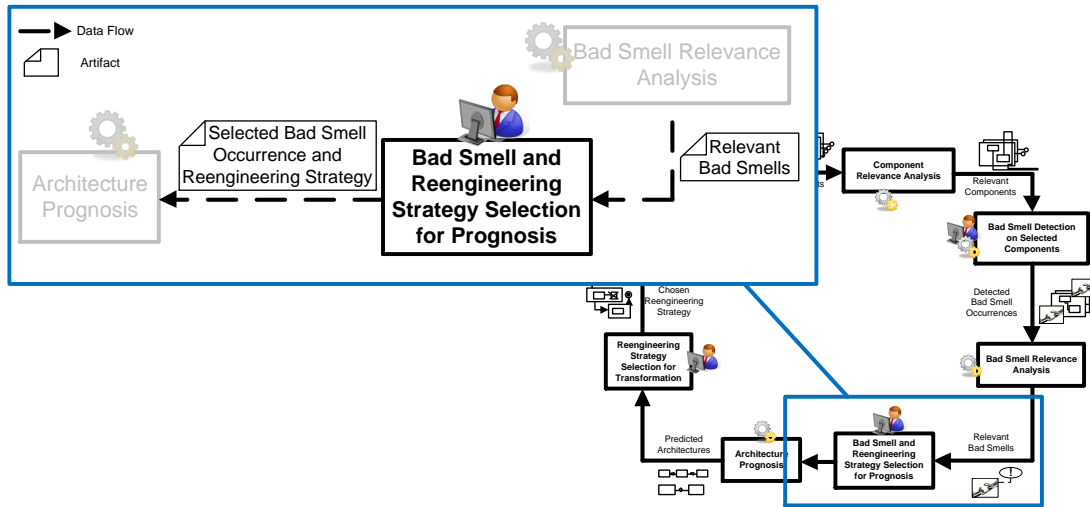 Data Flow
Artifact
Bad Smell Relevance
Analysis
Selected Bad Smell
Occurrence and
Reengineering Strategy
Architecture
Prognosis
Bad Smell and
Reengineering
Strategy Selection
for Prognosis
Relevant
Bad Smells
Component
Relevance Analysis
Relevant
Components
Bad Smell Detection
on Selected
Components
Detected
Bad Smell
Occurrences
Bad Smell Relevance
Analysis
Relevant
Bad Smells
Bad Smell and
Reengineering
Strategy Selection
for Prognosis
Architecture
Prognosis
Predicted
Architectures
Reengineering
Strategy
Selection for
Transformation
Chosen
Reengineering
Strategy